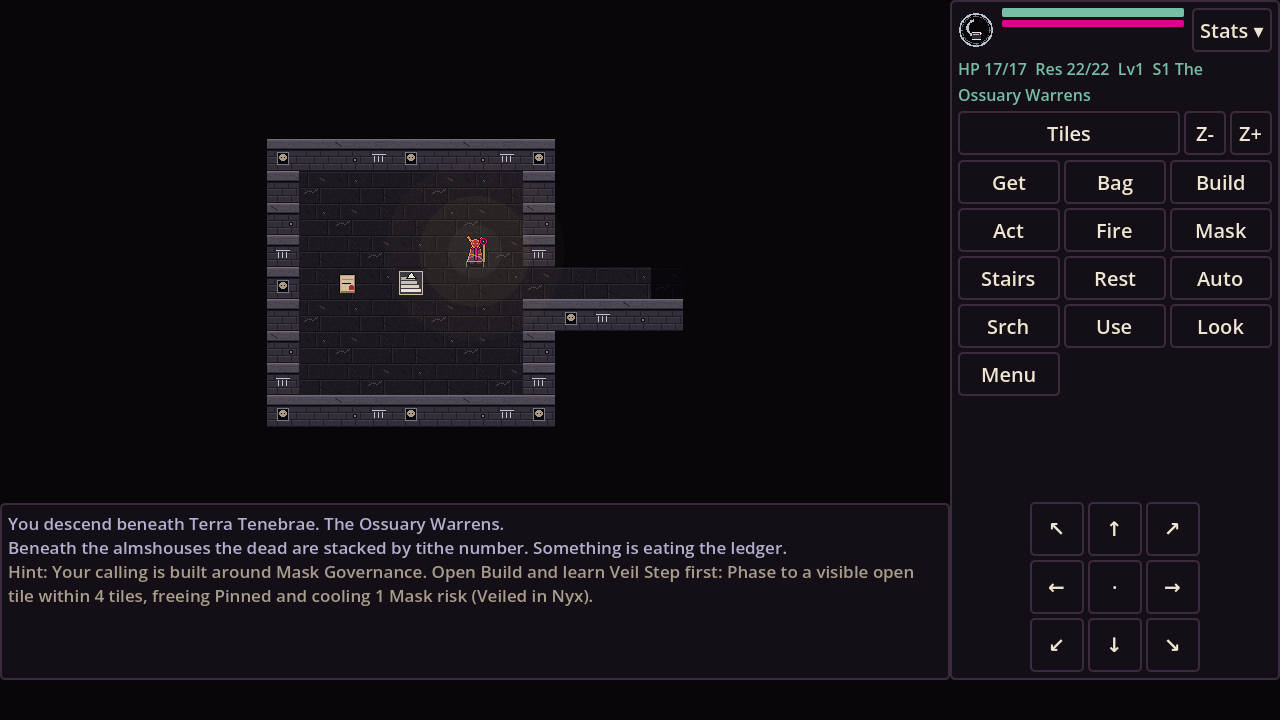 Stats ▾
HP 17/17 Res 22/22 Lv1 S1 The
Ossuary Warrens
Tiles Z- Z+
Get Bag Build
Act Fire Mask
Stairs Rest Auto
Srch Use Look
Menu
↖ ↑ ↗
← · →
↙ ↓ ↘
You descend beneath Terra Tenebrae. The Ossuary Warrens.
Beneath the almshouses the dead are stacked by tithe number. Something is eating the ledger.
Hint: Your calling is built around Mask Governance. Open Build and learn Veil Step first: Phase to a visible open
tile within 4 tiles, freeing Pinned and cooling 1 Mask risk (Veiled in Nyx).